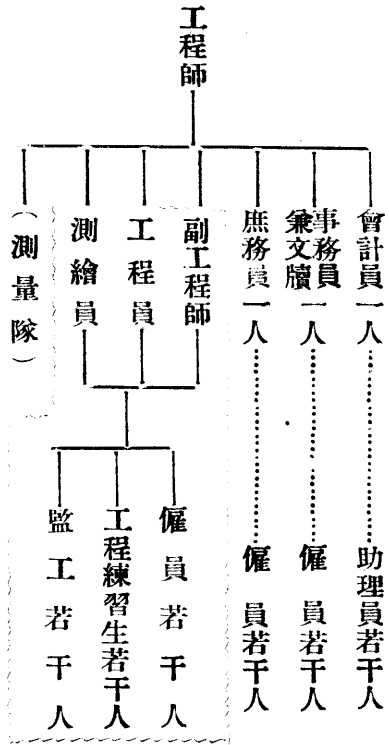 工程師
會計員一人
事務員
兼文牘一人
庶務員一人
副工程師
工程員
測繪員
（測量隊）
助理員若干人
僱員若干人
僱員若干人
僱員若干人
工程練習生若干人
監工若干人